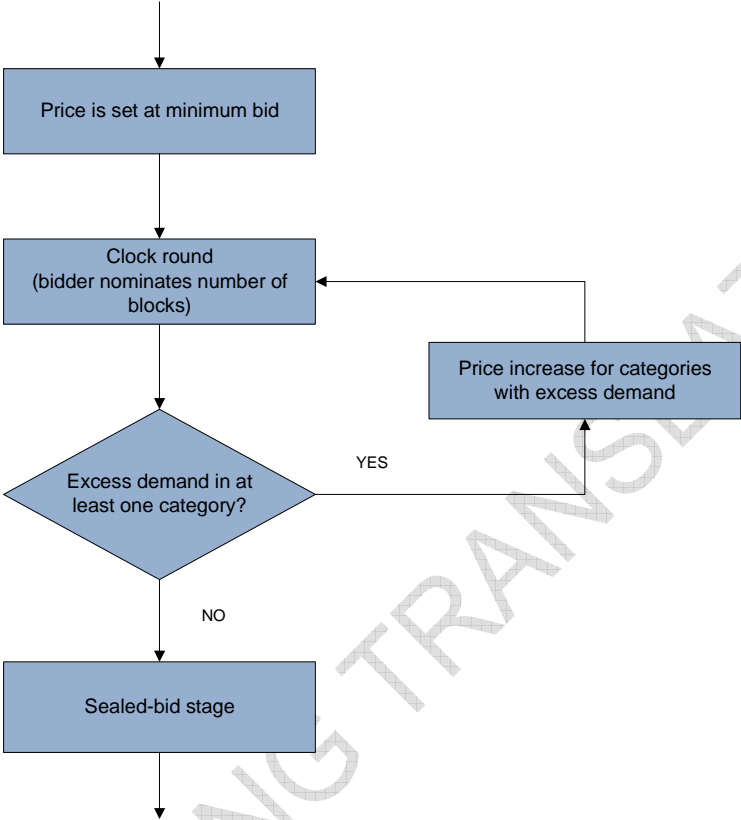 Price is set at minimum bid
Clock round
(bidder nominates number of
blocks)
Price increase for categories
with excess demand
Excess demand in at
least one category?
YES
NO
Sealed-bid stage